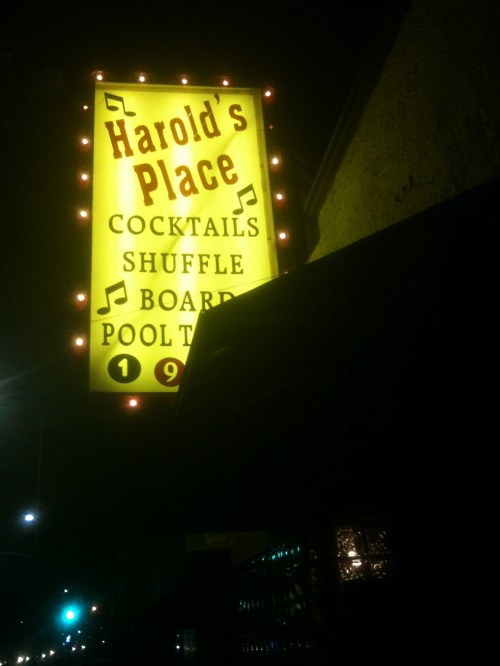 Harold's
Place
COCKTAILS
SHUFFLE
BOARD
POOL
1 9